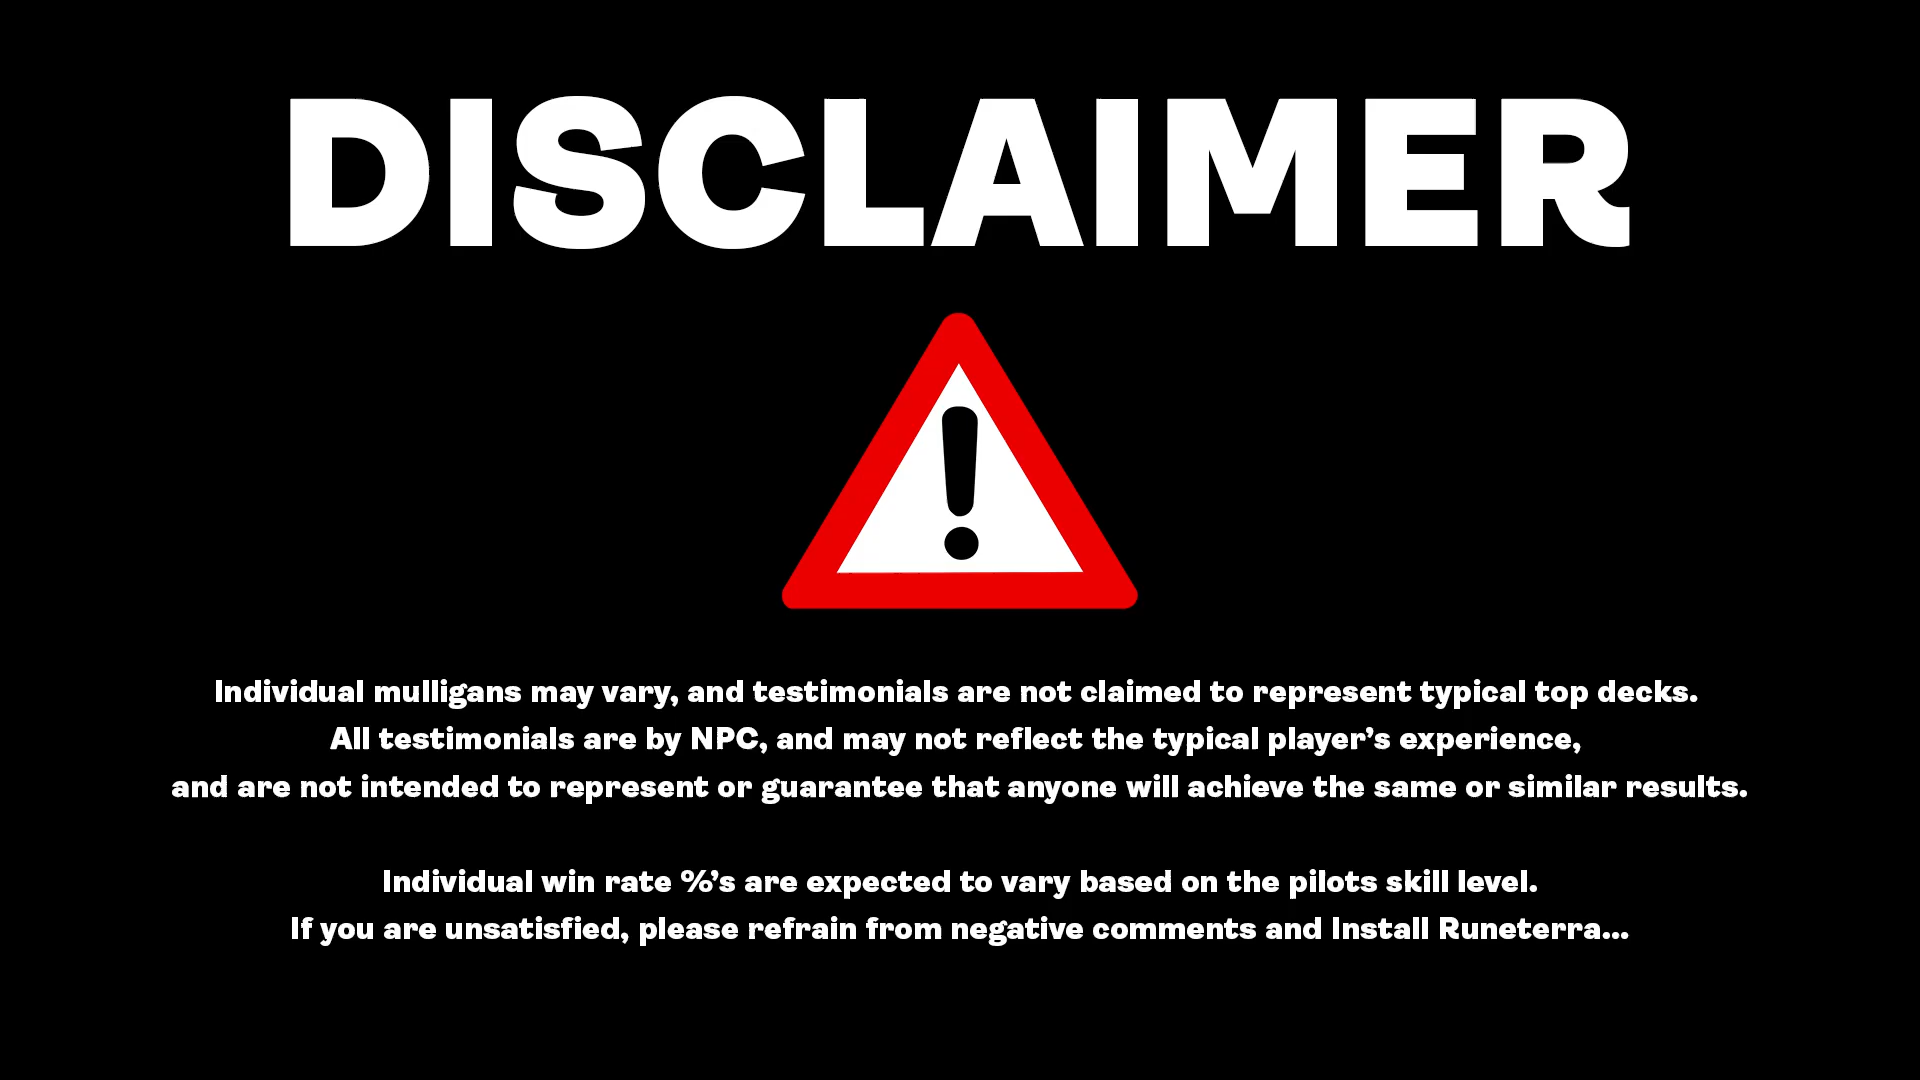 DISCLAIMER
Individual mulligans may vary, and testimonials are not claimed to represent typical top decks.
All testimonials are by NPC, and may not reflect the typical player’s experience,
and are not intended to represent or guarantee that anyone will achieve the same or similar results.
Individual win rate %’s are expected to vary based on the pilots skill level.
If you are unsatisfied, please refrain from negative comments and Install Runeterra...